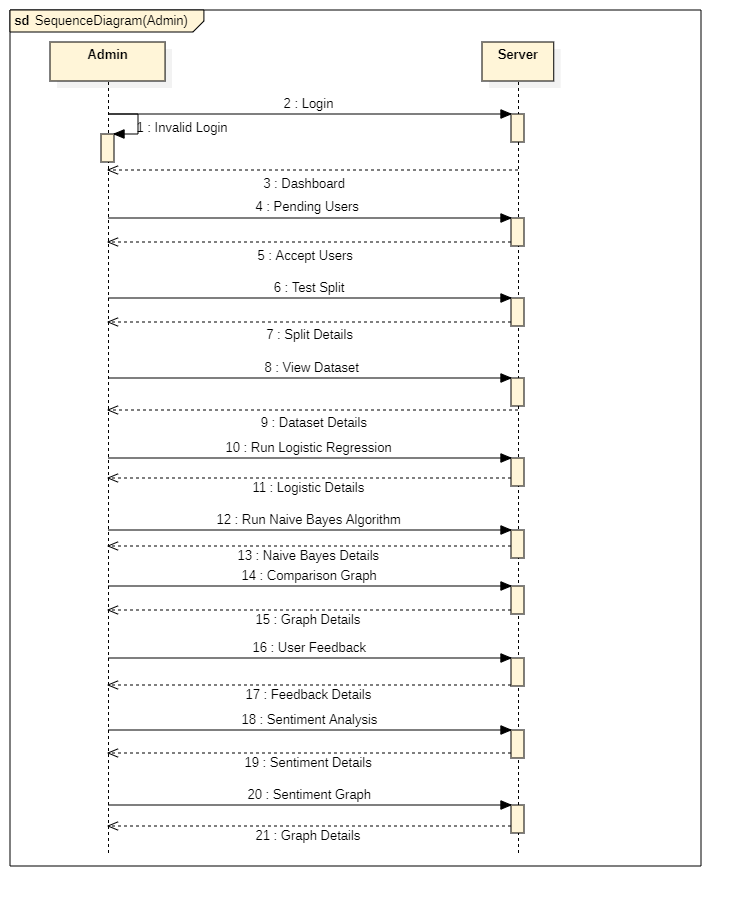 sd SequenceDiagram(Admin)
Admin
Server
2 : Login
1 : Invalid Login
3 : Dashboard
4 : Pending Users
5 : Accept Users
6 : Test Split
7 : Split Details
8 : View Dataset
9 : Dataset Details
10 : Run Logistic Regression
11 : Logistic Details
12 : Run Naive Bayes Algorithm
13 : Naive Bayes Details
14 : Comparison Graph
15 : Graph Details
16 : User Feedback
17 : Feedback Details
18 : Sentiment Analysis
19 : Sentiment Details
20 : Sentiment Graph
21 : Graph Details